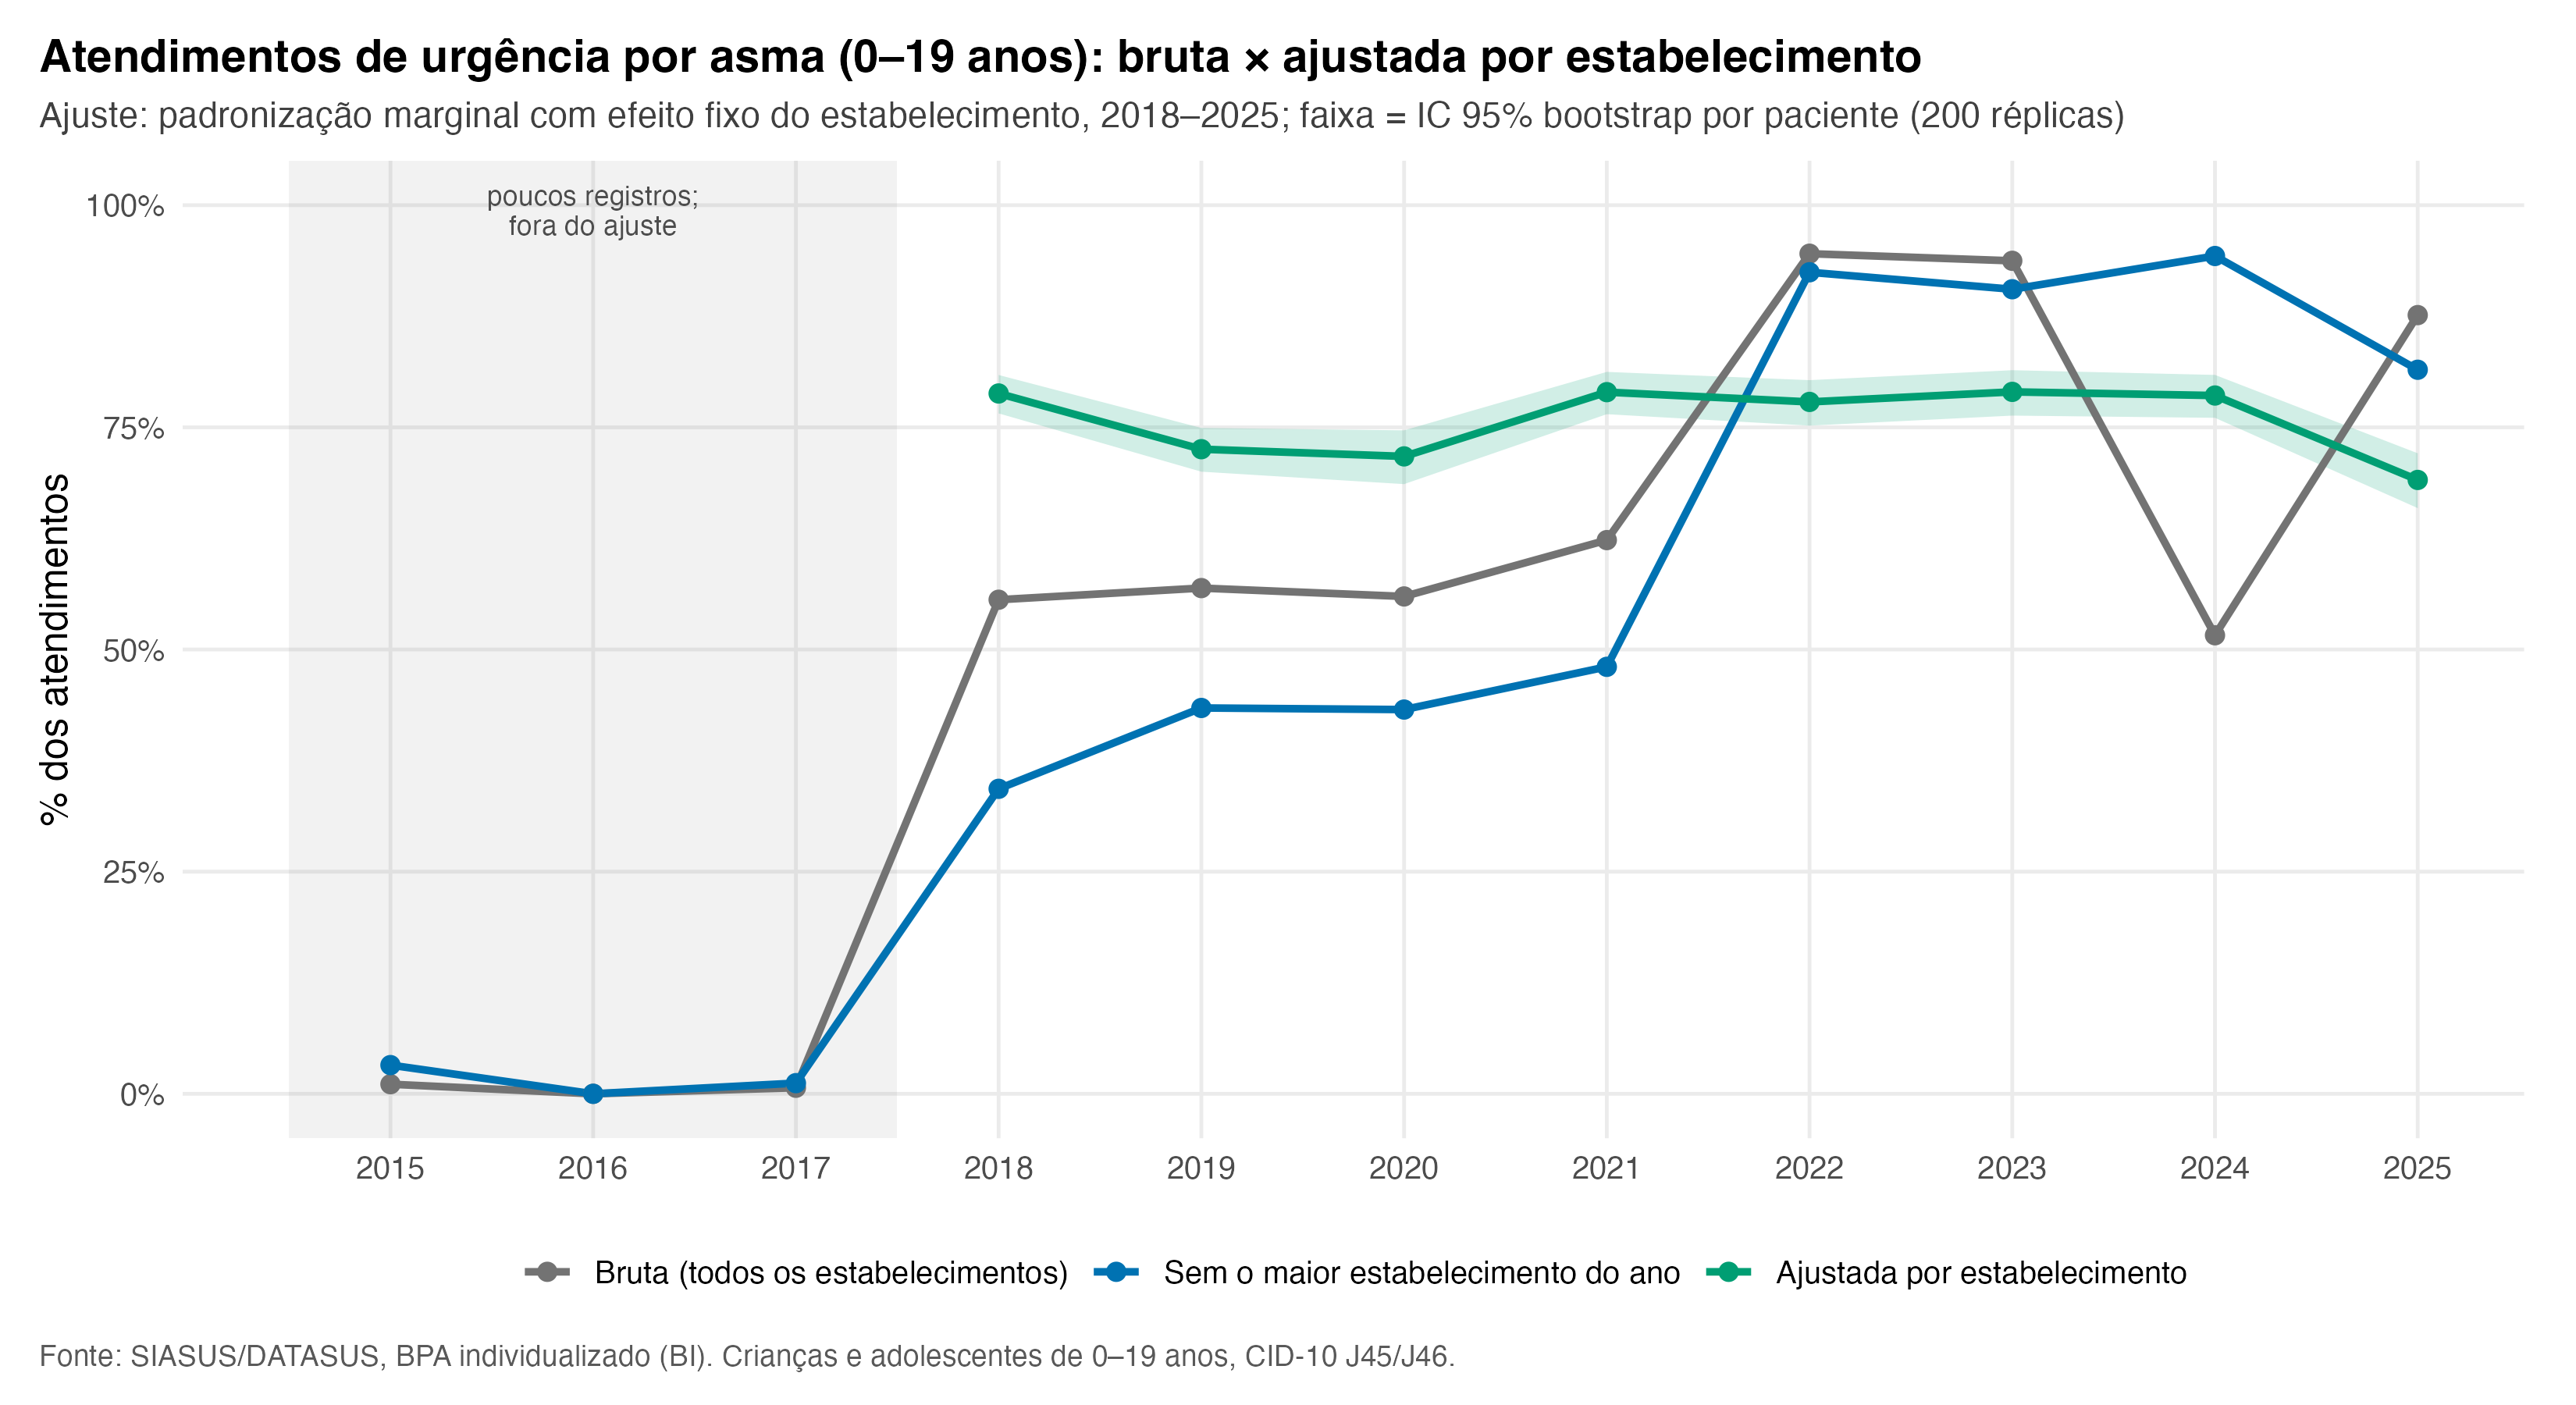 Atendimentos de urgência por asma (0–19 anos): bruta × ajustada por estabelecimento
Ajuste: padronização marginal com efeito fixo do estabelecimento, 2018–2025; faixa = IC 95% bootstrap por paciente (200 réplicas)
poucos registros;
fora do ajuste
100%
75%
50%
25%
0%
% dos atendimentos
2015 2016 2017 2018 2019 2020 2021 2022 2023 2024 2025
Bruta (todos os estabelecimentos) Sem o maior estabelecimento do ano Ajustada por estabelecimento
Fonte: SIASUS/DATASUS, BPA individualizado (BI). Crianças e adolescentes de 0–19 anos, CID-10 J45/J46.